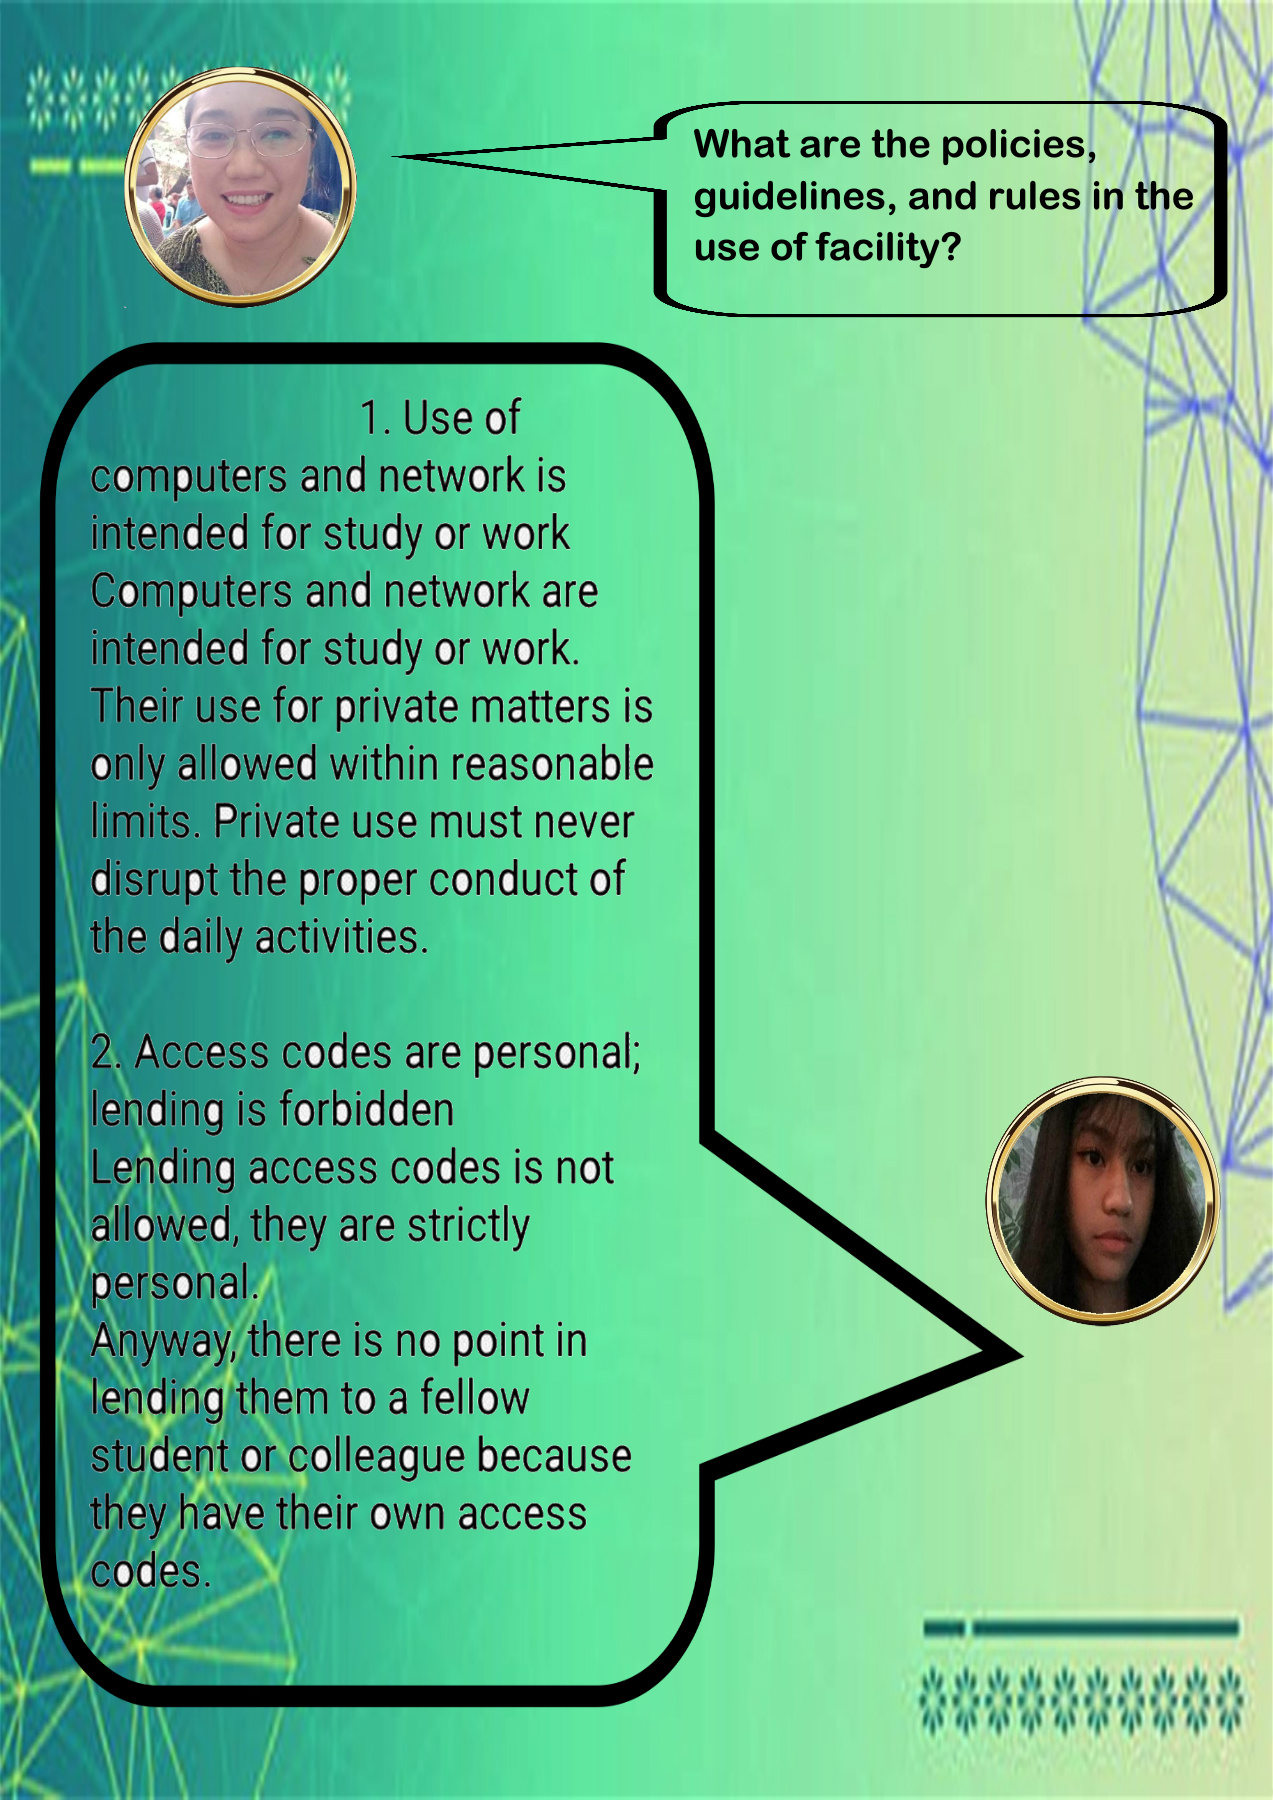 What are the policies,
guidelines, and rules in the
use of facility?
1. Use of
computers and network is
intended for study or work
Computers and network are
intended for study or work.
Their use for private matters is
only allowed within reasonable
limits. Private use must never
disrupt the proper conduct of
the daily activities.
2. Access codes are personal;
lending is forbidden
Lending access codes is not
allowed, they are strictly
personal.
Anyway, there is no point in
lending them to a fellow
student or colleague because
they have their own access
codes.